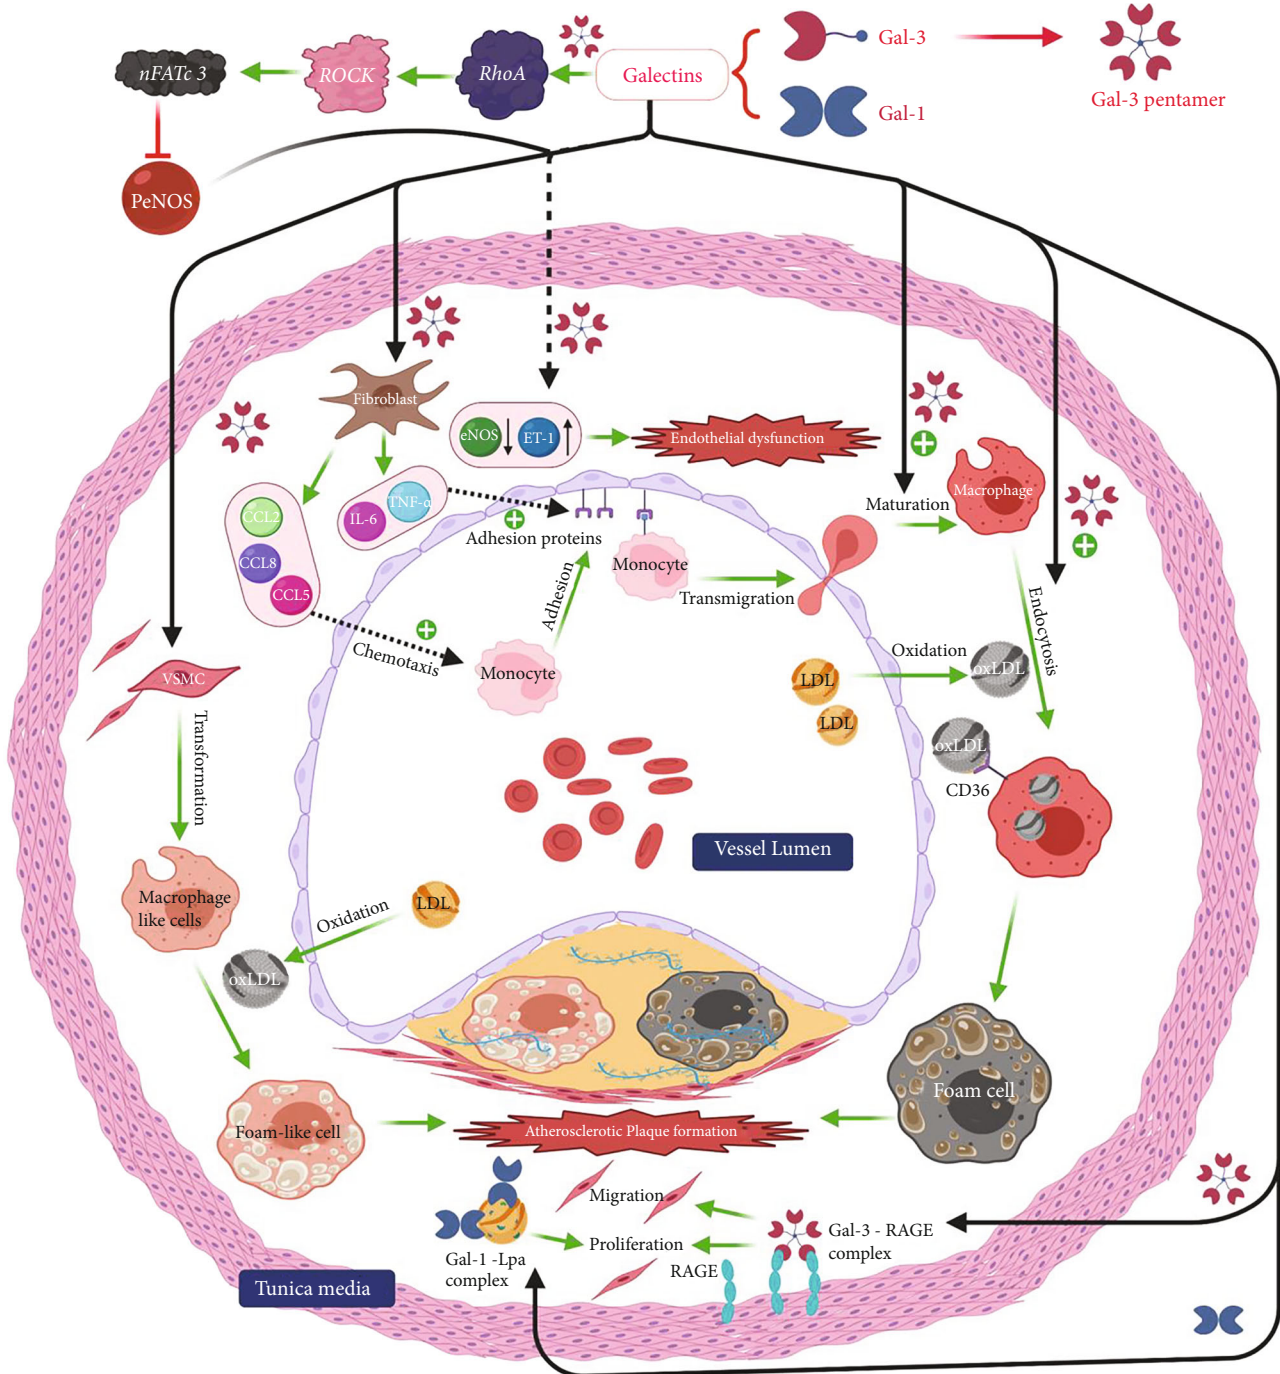 nFATc 3
ROCK
RhoA
Galectins
Gal-3
Gal-1
Gal-3 pentamer
PeNOS
Fibroblast
eNOS
ET-1
Endothelial dysfunction
CCL2
CCL8
CCL5
IL-6
TNF-α
Adhesion proteins
Adhesion
Chemotaxis
Monocyte
Monocyte
Transmigration
Maturation
Macrophage
Endocytosis
Oxidation
LDL
LDL
oxLDL
oxLDL
CD36
VSMC
Transformation
Macrophage
like cells
Oxidation
LDL
oxLDL
Vessel Lumen
Foam-like cell
Foam cell
Atherosclerotic Plaque formation
Migration
Proliferation
Gal-1 -Lpa
complex
RAGE
Gal-3 - RAGE
complex
Tunica media